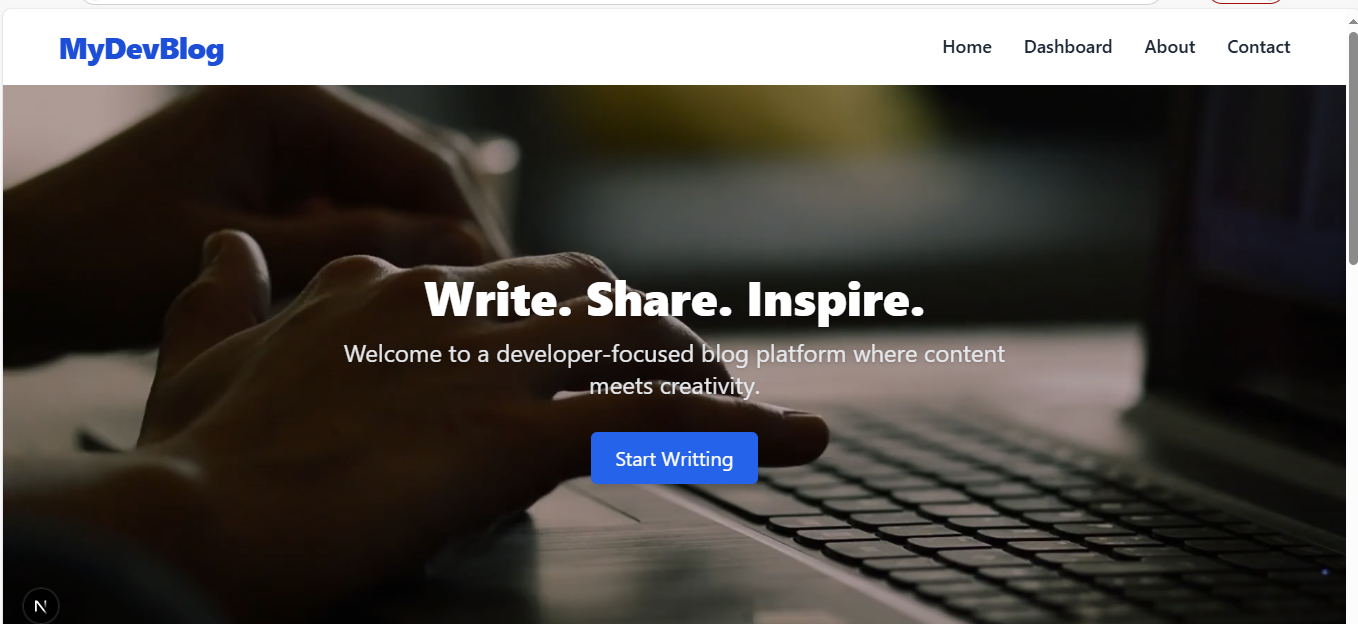 MyDevBlog
Home Dashboard About Contact
Write. Share. Inspire.
Welcome to a developer-focused blog platform where content
meets creativity.
Start Writting
N